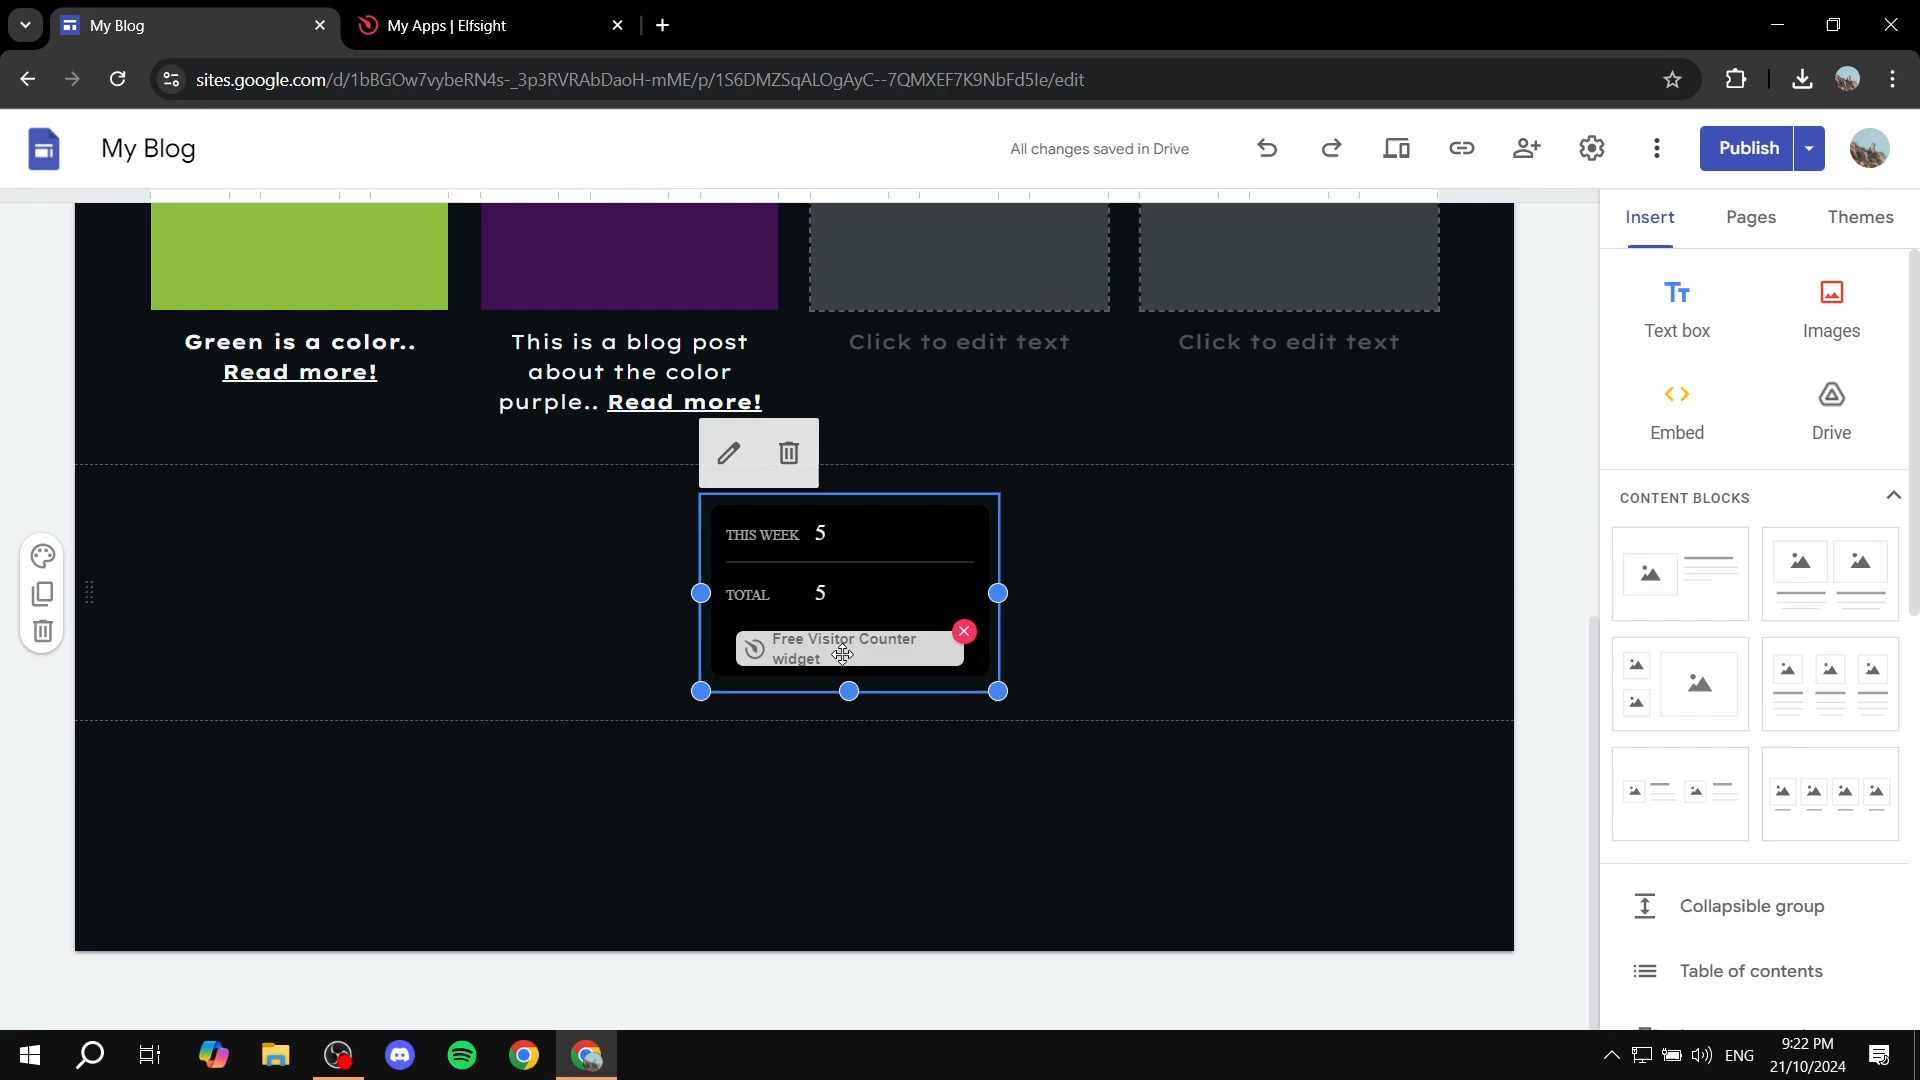 My Blog
My Apps | Elfsight
sites.google.com/d/1bBGOw7vybeRN4s-_3p3RVRAbDaoH-mME/p/1S6DMZSqALOgAyC--7QMXEF7K9NbFd5Ie/edit
My Blog
All changes saved in Drive
Publish
Insert
Pages
Themes
Text box
Images
Embed
Drive
CONTENT BLOCKS
Collapsible group
Table of contents
Green is a color..
Read more!
This is a blog post
about the color
purple.. Read more!
Click to edit text
Click to edit text
THIS WEEK 5
TOTAL 5
Free Visitor Counter
widget
ENG
9:22 PM
21/10/2024